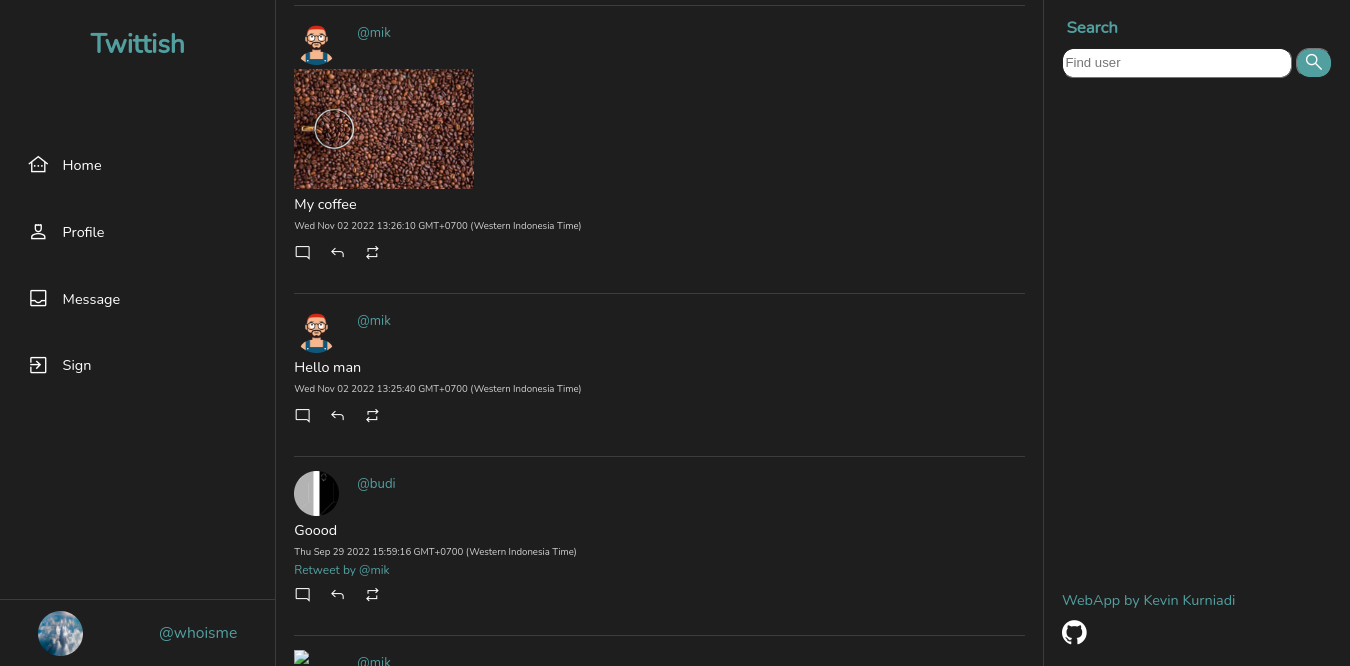 Twittish
Home
Profile
Message
Sign
@whoisme
@mik
My coffee
Wed Nov 02 2022 13:26:10 GMT+0700 (Western Indonesia Time)
@mik
Hello man
Wed Nov 02 2022 13:25:40 GMT+0700 (Western Indonesia Time)
@budi
Goood
Thu Sep 29 2022 15:59:16 GMT+0700 (Western Indonesia Time)
Retweet by @mik
@mik
Search
Find user
WebApp by Kevin Kurniadi